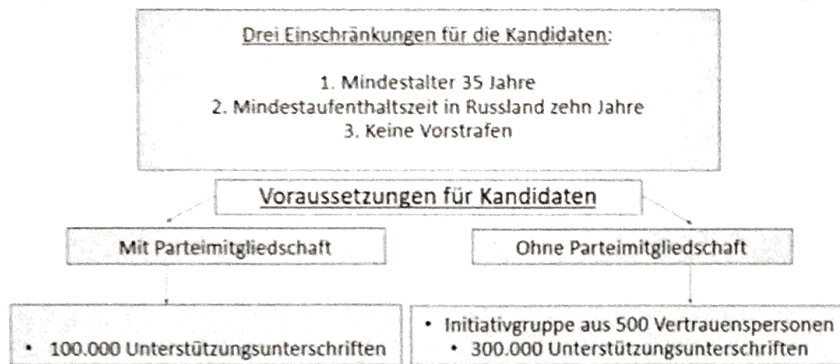 Drei Einschränkungen für die Kandidaten:
1. Mindestalter 35 Jahre
2. Mindestaufenthaltszeit in Russland zehn Jahre
3. Keine Vorstrafen
Voraussetzungen für Kandidaten
Mit Parteimitgliedschaft
Ohne Parteimitgliedschaft
• 100.000 Unterstützungsunterschriften
• Initiativgruppe aus 500 Vertrauenspersonen
• 300.000 Unterstützungsunterschriften